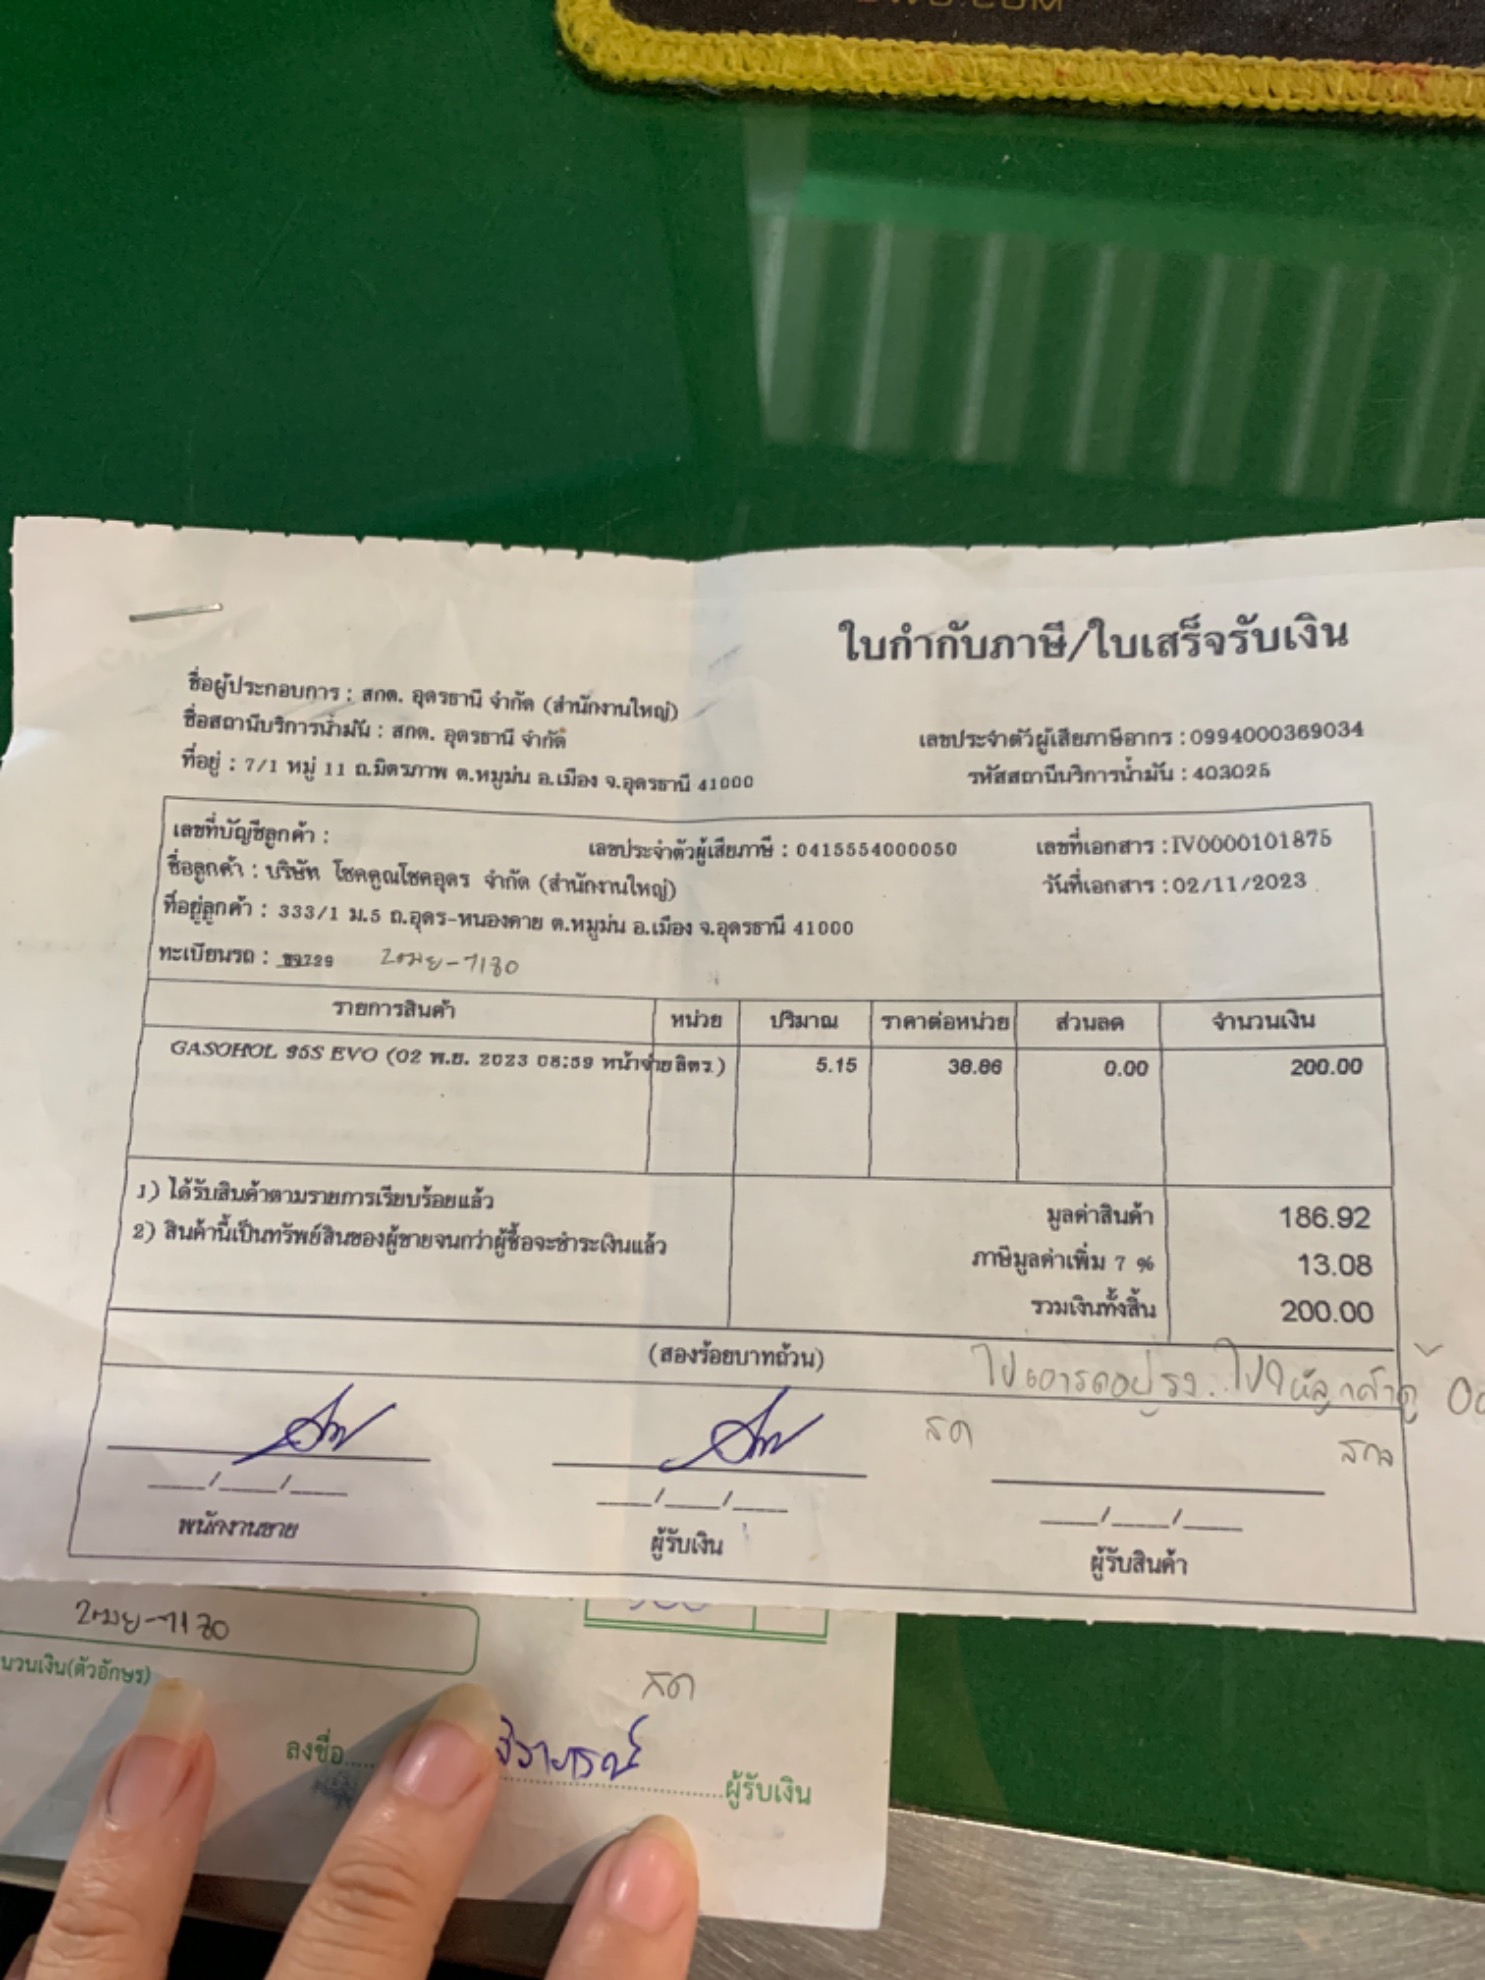 ใบกำกับภาษี/ใบเสร็จรับเงิน
ชื่อผู้ประกอบการ : สกต. อุดรธานี จำกัด (สำนักงานใหญ่)
ชื่อสถานีบริการน้ำมัน : สกต. อุดรธานี จำกัด
เลขประจำตัวผู้เสียภาษีอากร : 0994000369034
ที่อยู่ : 7/1 หมู่ 11 ถ.มิตรภาพ ต.หมูม่น อ.เมือง จ.อุดรธานี 41000
รหัสสถานีบริการน้ำมัน : 403025
เลขที่บัญชีลูกค้า :
เลขประจำตัวผู้เสียภาษี : 0415554000050
เลขที่เอกสาร : IV0000101875
ชื่อลูกค้า : บริษัท โชคคูณโชคอุดร จำกัด (สำนักงานใหญ่)
วันที่เอกสาร : 02/11/2023
ที่อยู่ลูกค้า : 333/1 ม.5 ถ.อุดร-หนองคาย ต.หมูม่น อ.เมือง จ.อุดรธานี 41000
ทะเบียนรถ :
รายการสินค้า หน่วย ปริมาณ ราคาต่อหน่วย ส่วนลด จำนวนเงิน
GASOHOL 95S EVO (02 พ.ย. 2023 08:59 หน้าจ่าย ลิตร ) 5.15 38.86 0.00 200.00
1) ได้รับสินค้าตามรายการเรียบร้อยแล้ว
2) สินค้านี้เป็นทรัพย์สินของผู้ขายจนกว่าผู้ซื้อจะชำระเงินแล้ว
มูลค่าสินค้า 186.92
ภาษีมูลค่าเพิ่ม 7 % 13.08
รวมเงินทั้งสิ้น 200.00
(สองร้อยบาทถ้วน)
สด
___/___/___ ___/___/___ ___/___/___
พนักงานขาย ผู้รับเงิน ผู้รับสินค้า
นวนเงิน(ตัวอักษร)
สด
ลงชื่อ..... จิราภรณ์ ..........ผู้รับเงิน